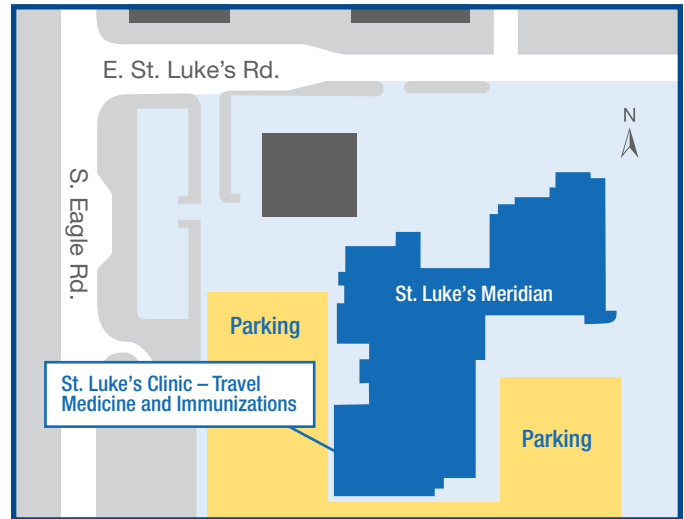 E. St. Luke's Rd.
N
S. Eagle Rd.
St. Luke's Meridian
Parking
St. Luke's Clinic – Travel
Medicine and Immunizations
Parking